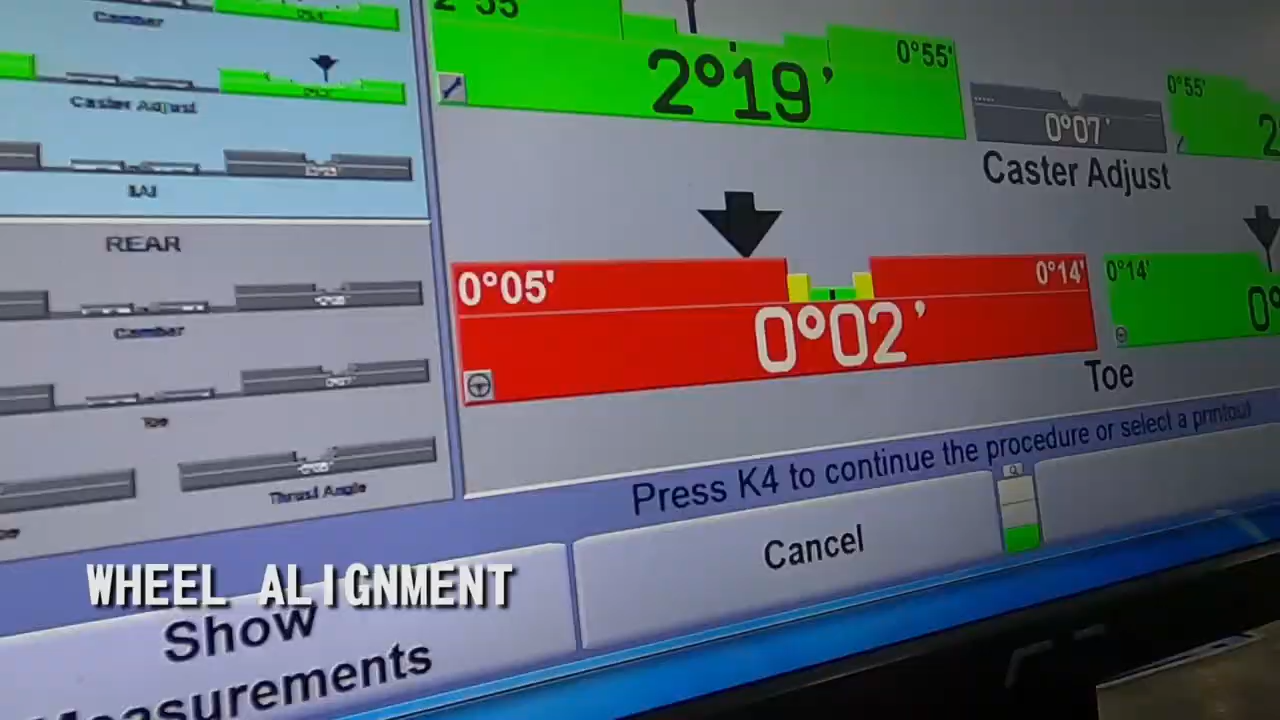 Camber
Caster Adjust
SAI
REAR
Camber
Toe
Thrust Angle
2°55'
0°55'
2°19'
0°07'
Caster Adjust
0°55'
0°05'
0°14'
0°02'
0°14'
Toe
Press K4 to continue the procedure or select a printout
Cancel
WHEEL ALIGNMENT
Show
Measurements